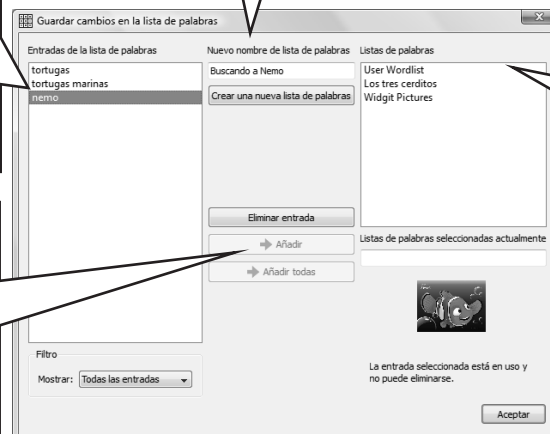 Guardar cambios en la lista de palabras
Entradas de la lista de palabras
tortugas
tortugas marinas
nemo
Nuevo nombre de lista de palabras
Buscando a Nemo
Crear una nueva lista de palabras
Eliminar entrada
Añadir
Añadir todas
Listas de palabras
User Wordlist
Los tres cerditos
Widgit Pictures
Listas de palabras seleccionadas actualmente
Filtro
Mostrar: Todas las entradas
La entrada seleccionada está en uso y
no puede eliminarse.
Aceptar